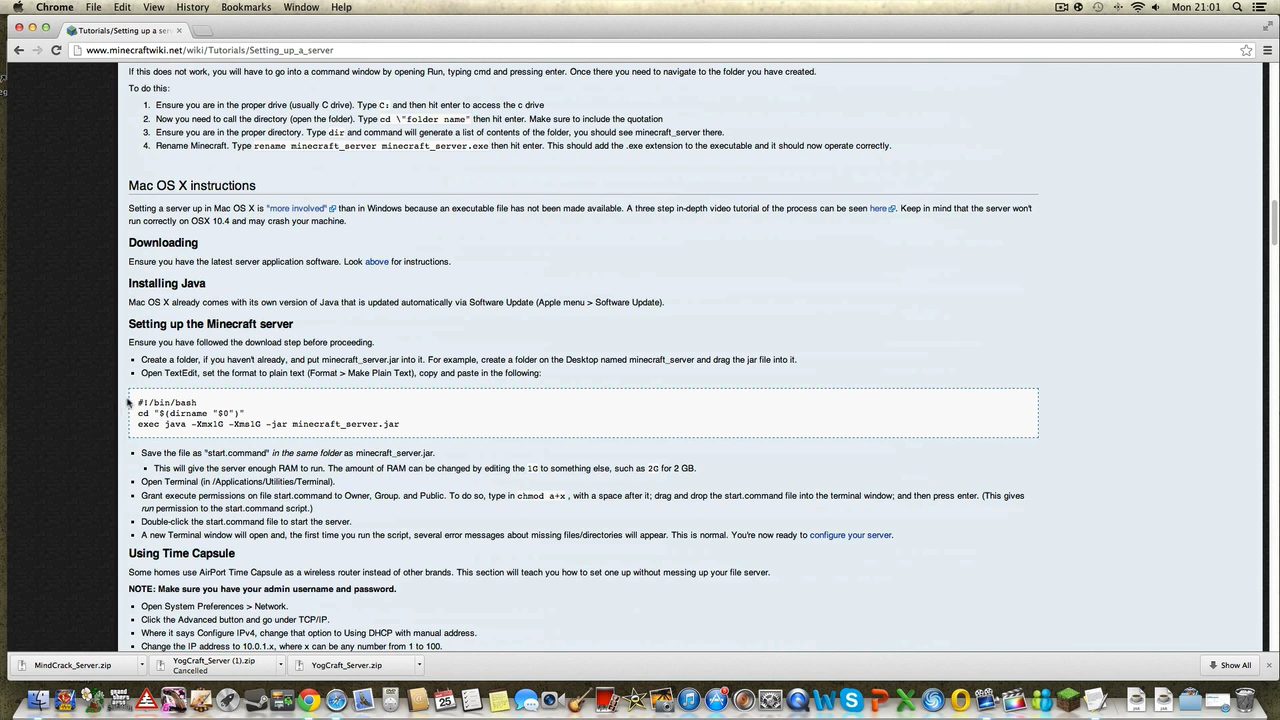 Chrome File Edit View History Bookmarks Window Help Mon 21:01
Tutorials/Setting up a ser
www.minecraftwiki.net/wiki/Tutorials/Setting_up_a_server
If this does not work, you will have to go into a command window by opening Run, typing cmd and pressing enter. Once there you need to navigate to the folder you have created.
To do this:
1. Ensure you are in the proper drive (usually C drive). Type C: and then hit enter to access the c drive
2. Now you need to call the directory (open the folder). Type cd \"folder name" then hit enter. Make sure to include the quotation
3. Ensure you are in the proper directory. Type dir and command will generate a list of contents of the folder, you should see minecraft_server there.
4. Rename Minecraft. Type rename minecraft_server minecraft_server.exe then hit enter. This should add the .exe extension to the executable and it should now operate correctly.
Mac OS X instructions
Setting a server up in Mac OS X is "more involved" than in Windows because an executable file has not been made available. A three step in-depth video tutorial of the process can be seen here. Keep in mind that the server won't
run correctly on OSX 10.4 and may crash your machine.
Downloading
Ensure you have the latest server application software. Look above for instructions.
Installing Java
Mac OS X already comes with its own version of Java that is updated automatically via Software Update (Apple menu > Software Update).
Setting up the Minecraft server
Ensure you have followed the download step before proceeding.
Create a folder, if you haven't already, and put minecraft_server.jar into it. For example, create a folder on the Desktop named minecraft_server and drag the jar file into it.
Open TextEdit, set the format to plain text (Format > Make Plain Text), copy and paste in the following:
#!/bin/bash
cd "$(dirname "$0")"
exec java -Xmx1G -Xms1G -jar minecraft_server.jar
Save the file as "start.command" in the same folder as minecraft_server.jar.
This will give the server enough RAM to run. The amount of RAM can be changed by editing the 1G to something else, such as 2G for 2 GB.
Open Terminal (in /Applications/Utilities/Terminal).
Grant execute permissions on file start.command to Owner, Group. and Public. To do so, type in chmod a+x , with a space after it; drag and drop the start.command file into the terminal window; and then press enter. (This gives
run permission to the start.command script.)
Double-click the start.command file to start the server.
A new Terminal window will open and, the first time you run the script, several error messages about missing files/directories will appear. This is normal. You're now ready to configure your server.
Using Time Capsule
Some homes use AirPort Time Capsule as a wireless router instead of other brands. This section will teach you how to set one up without messing up your file server.
NOTE: Make sure you have your admin username and password.
Open System Preferences > Network.
Click the Advanced button and go under TCP/IP.
Where it says Configure IPv4, change that option to Using DHCP with manual address.
Change the IP address to 10.0.1.x, where x can be any number from 1 to 100.
MindCrack_Server.zip YogCraft_Server (1).zip YogCraft_Server.zip Show All
Cancelled